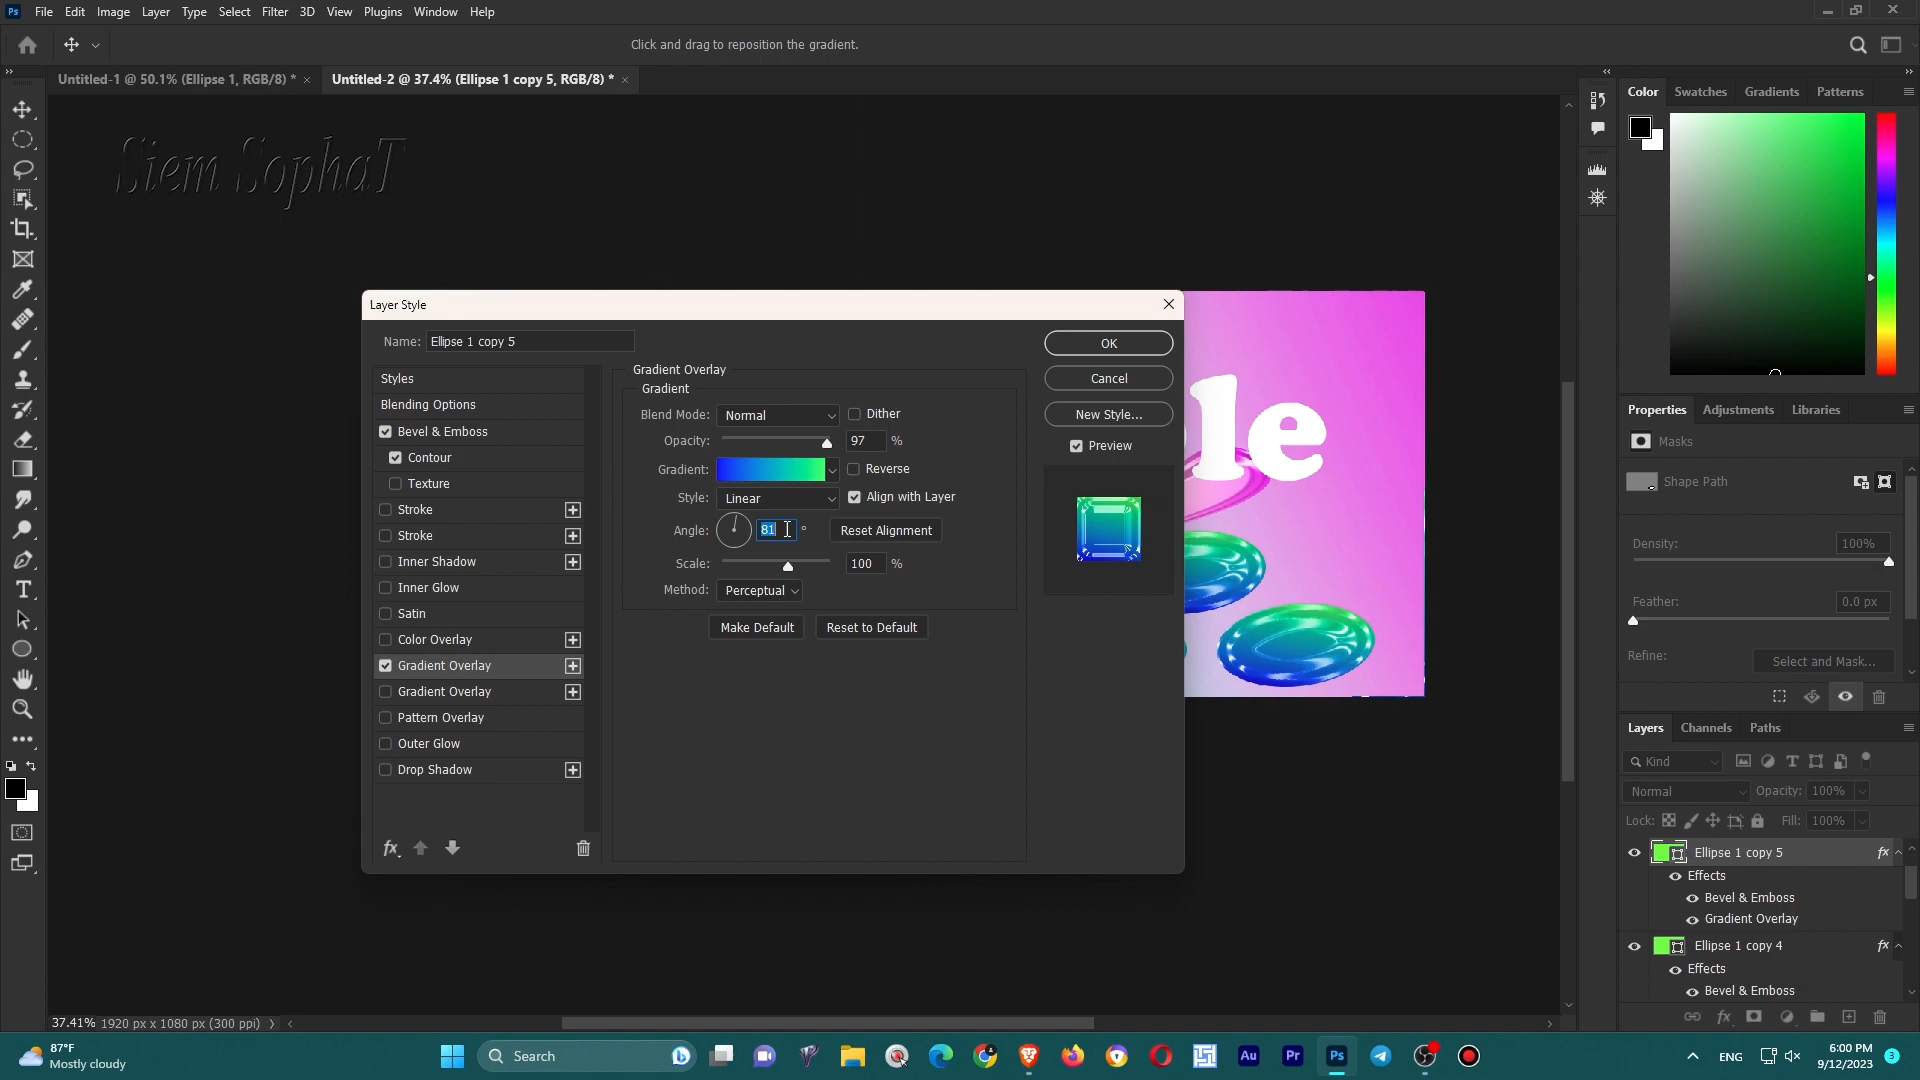 Ps File Edit Image Layer Type Select Filter 3D View Plugins Window Help
Click and drag to reposition the gradient.
Untitled-1 @ 50.1% (Ellipse 1, RGB/8) * × Untitled-2 @ 37.4% (Ellipse 1 copy 5, RGB/8) * ×
Color Swatches Gradients Patterns
Siem SophaT
Layer Style
Name: Ellipse 1 copy 5
OK
Styles
Gradient Overlay
Cancel
Gradient
Blending Options
Blend Mode: Normal Dither
New Style...
Bevel & Emboss
Opacity: 97 %
Preview
Contour
Gradient: Reverse
Texture
Style: Linear Align with Layer
Stroke
Angle: 81 ° Reset Alignment
Stroke
Inner Shadow
Scale: 100 %
Inner Glow
Method: Perceptual
Satin
Make Default Reset to Default
Color Overlay
Gradient Overlay
Gradient Overlay
Pattern Overlay
Outer Glow
Drop Shadow
fx
le
Properties Adjustments Libraries
Masks
Shape Path
Density: 100%
Feather: 0.0 px
Refine: Select and Mask...
Layers Channels Paths
Kind
Normal Opacity: 100%
Lock: Fill: 100%
Ellipse 1 copy 5 fx
Effects
Bevel & Emboss
Gradient Overlay
Ellipse 1 copy 4 fx
Effects
Bevel & Emboss
fx
37.41% 1920 px x 1080 px (300 ppi)
87°F
Mostly cloudy
Search
Au Pr Ps
ENG
6:00 PM
9/12/2023
3